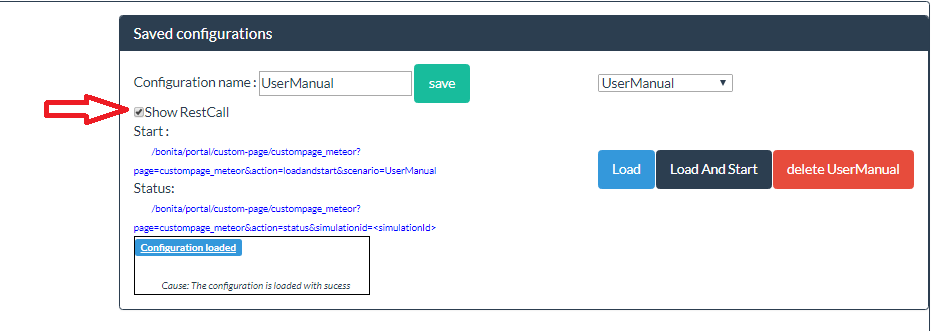 Saved configurations
Configuration name : UserManual save UserManual
Show RestCall
Start :
/bonita/portal/custom-page/custompage_meteor?
page=custompage_meteor&action=loadandstart&scenario=UserManual
Load Load And Start delete UserManual
Status:
/bonita/portal/custom-page/custompage_meteor?
page=custompage_meteor&action=status&simulationid=<simulationId>
Configuration loaded
Cause: The configuration is loaded with sucess